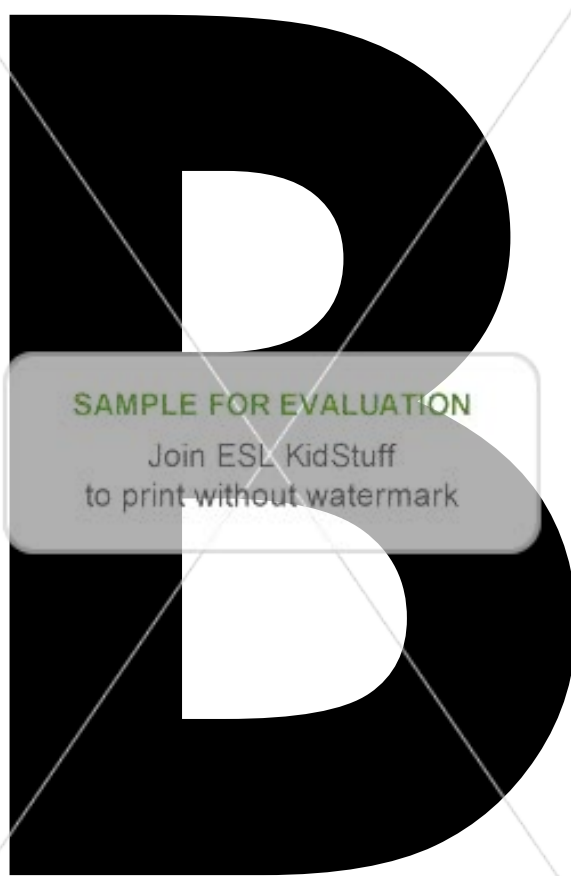 B
SAMPLE FOR EVALUATION
Join ESL KidStuff
to print without watermark